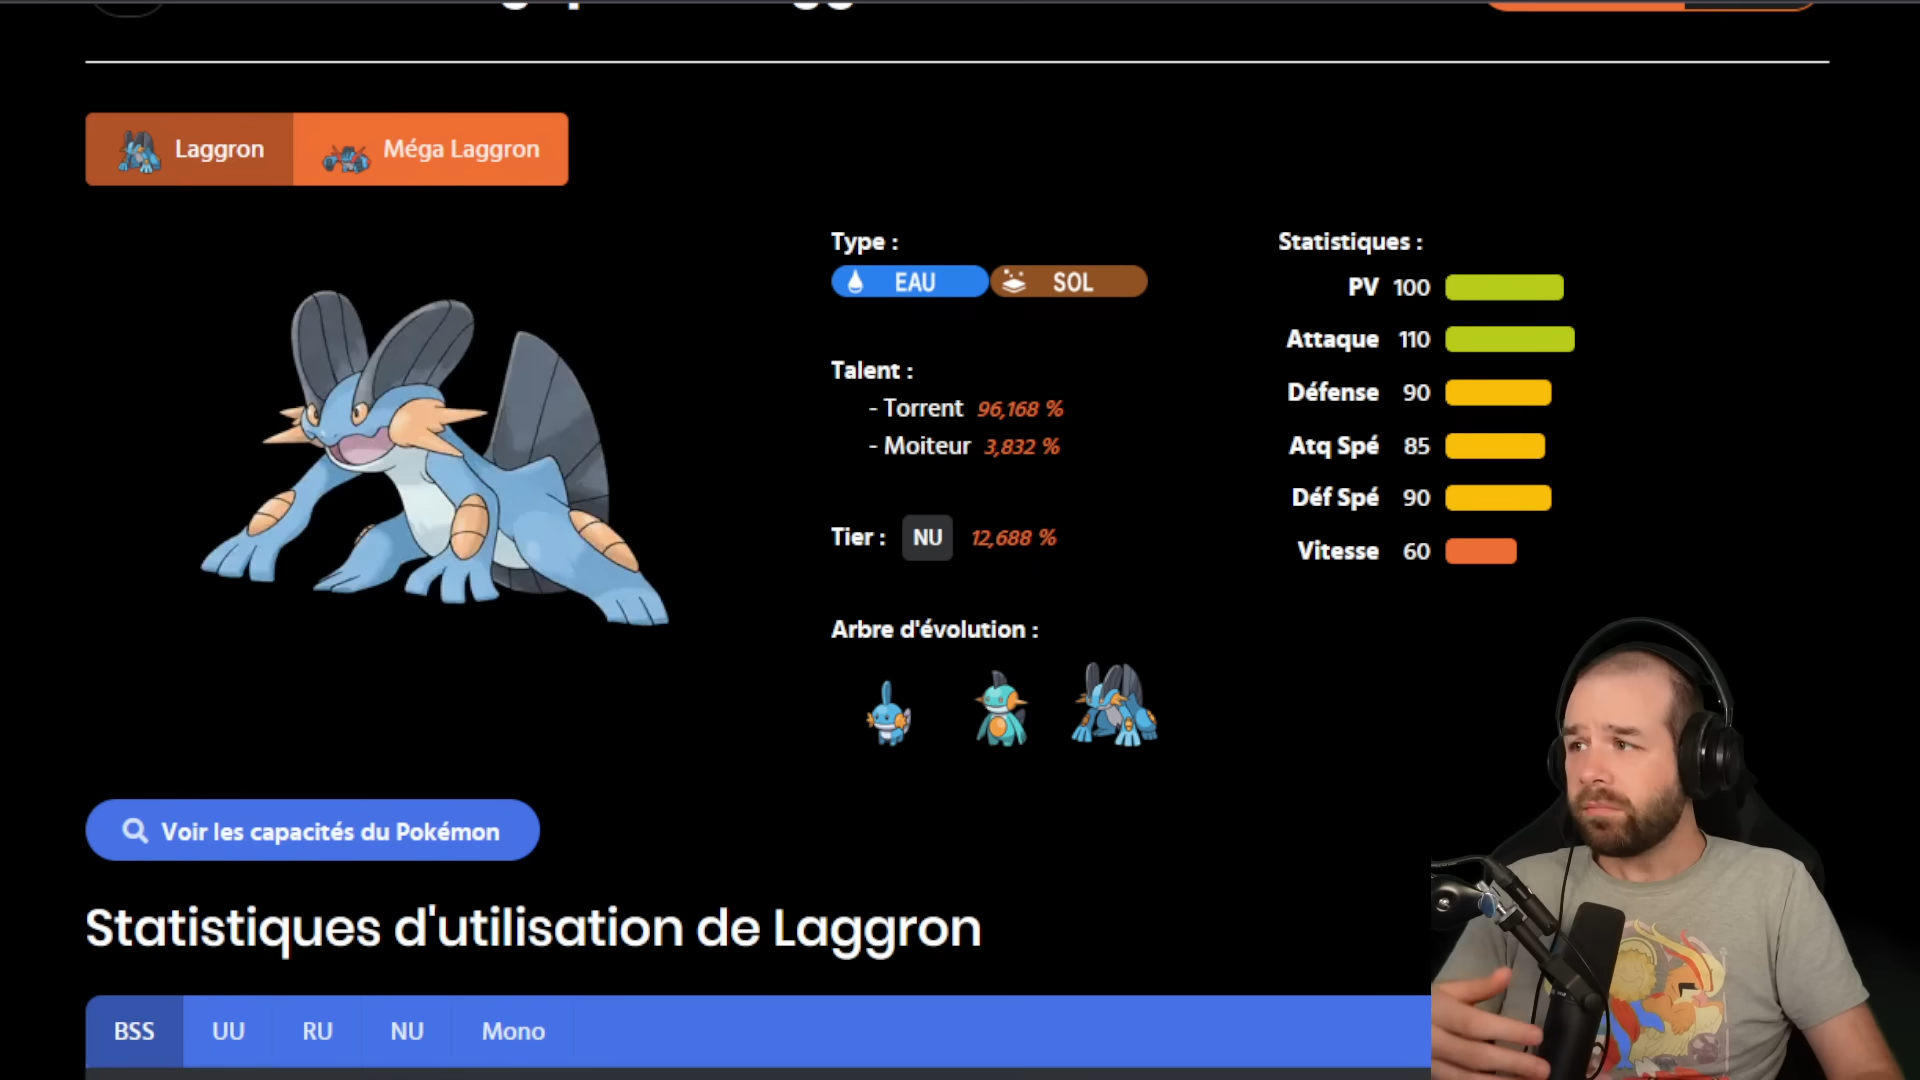 Laggron
Méga Laggron
Type :
EAU
SOL
Talent :
- Torrent 96,168 %
- Moiteur 3,832 %
Tier : NU 12,688 %
Arbre d'évolution :
Statistiques :
PV 100
Attaque 110
Défense 90
Atq Spé 85
Déf Spé 90
Vitesse 60
Voir les capacités du Pokémon
Statistiques d'utilisation de Laggron
BSS
UU
RU
NU
Mono